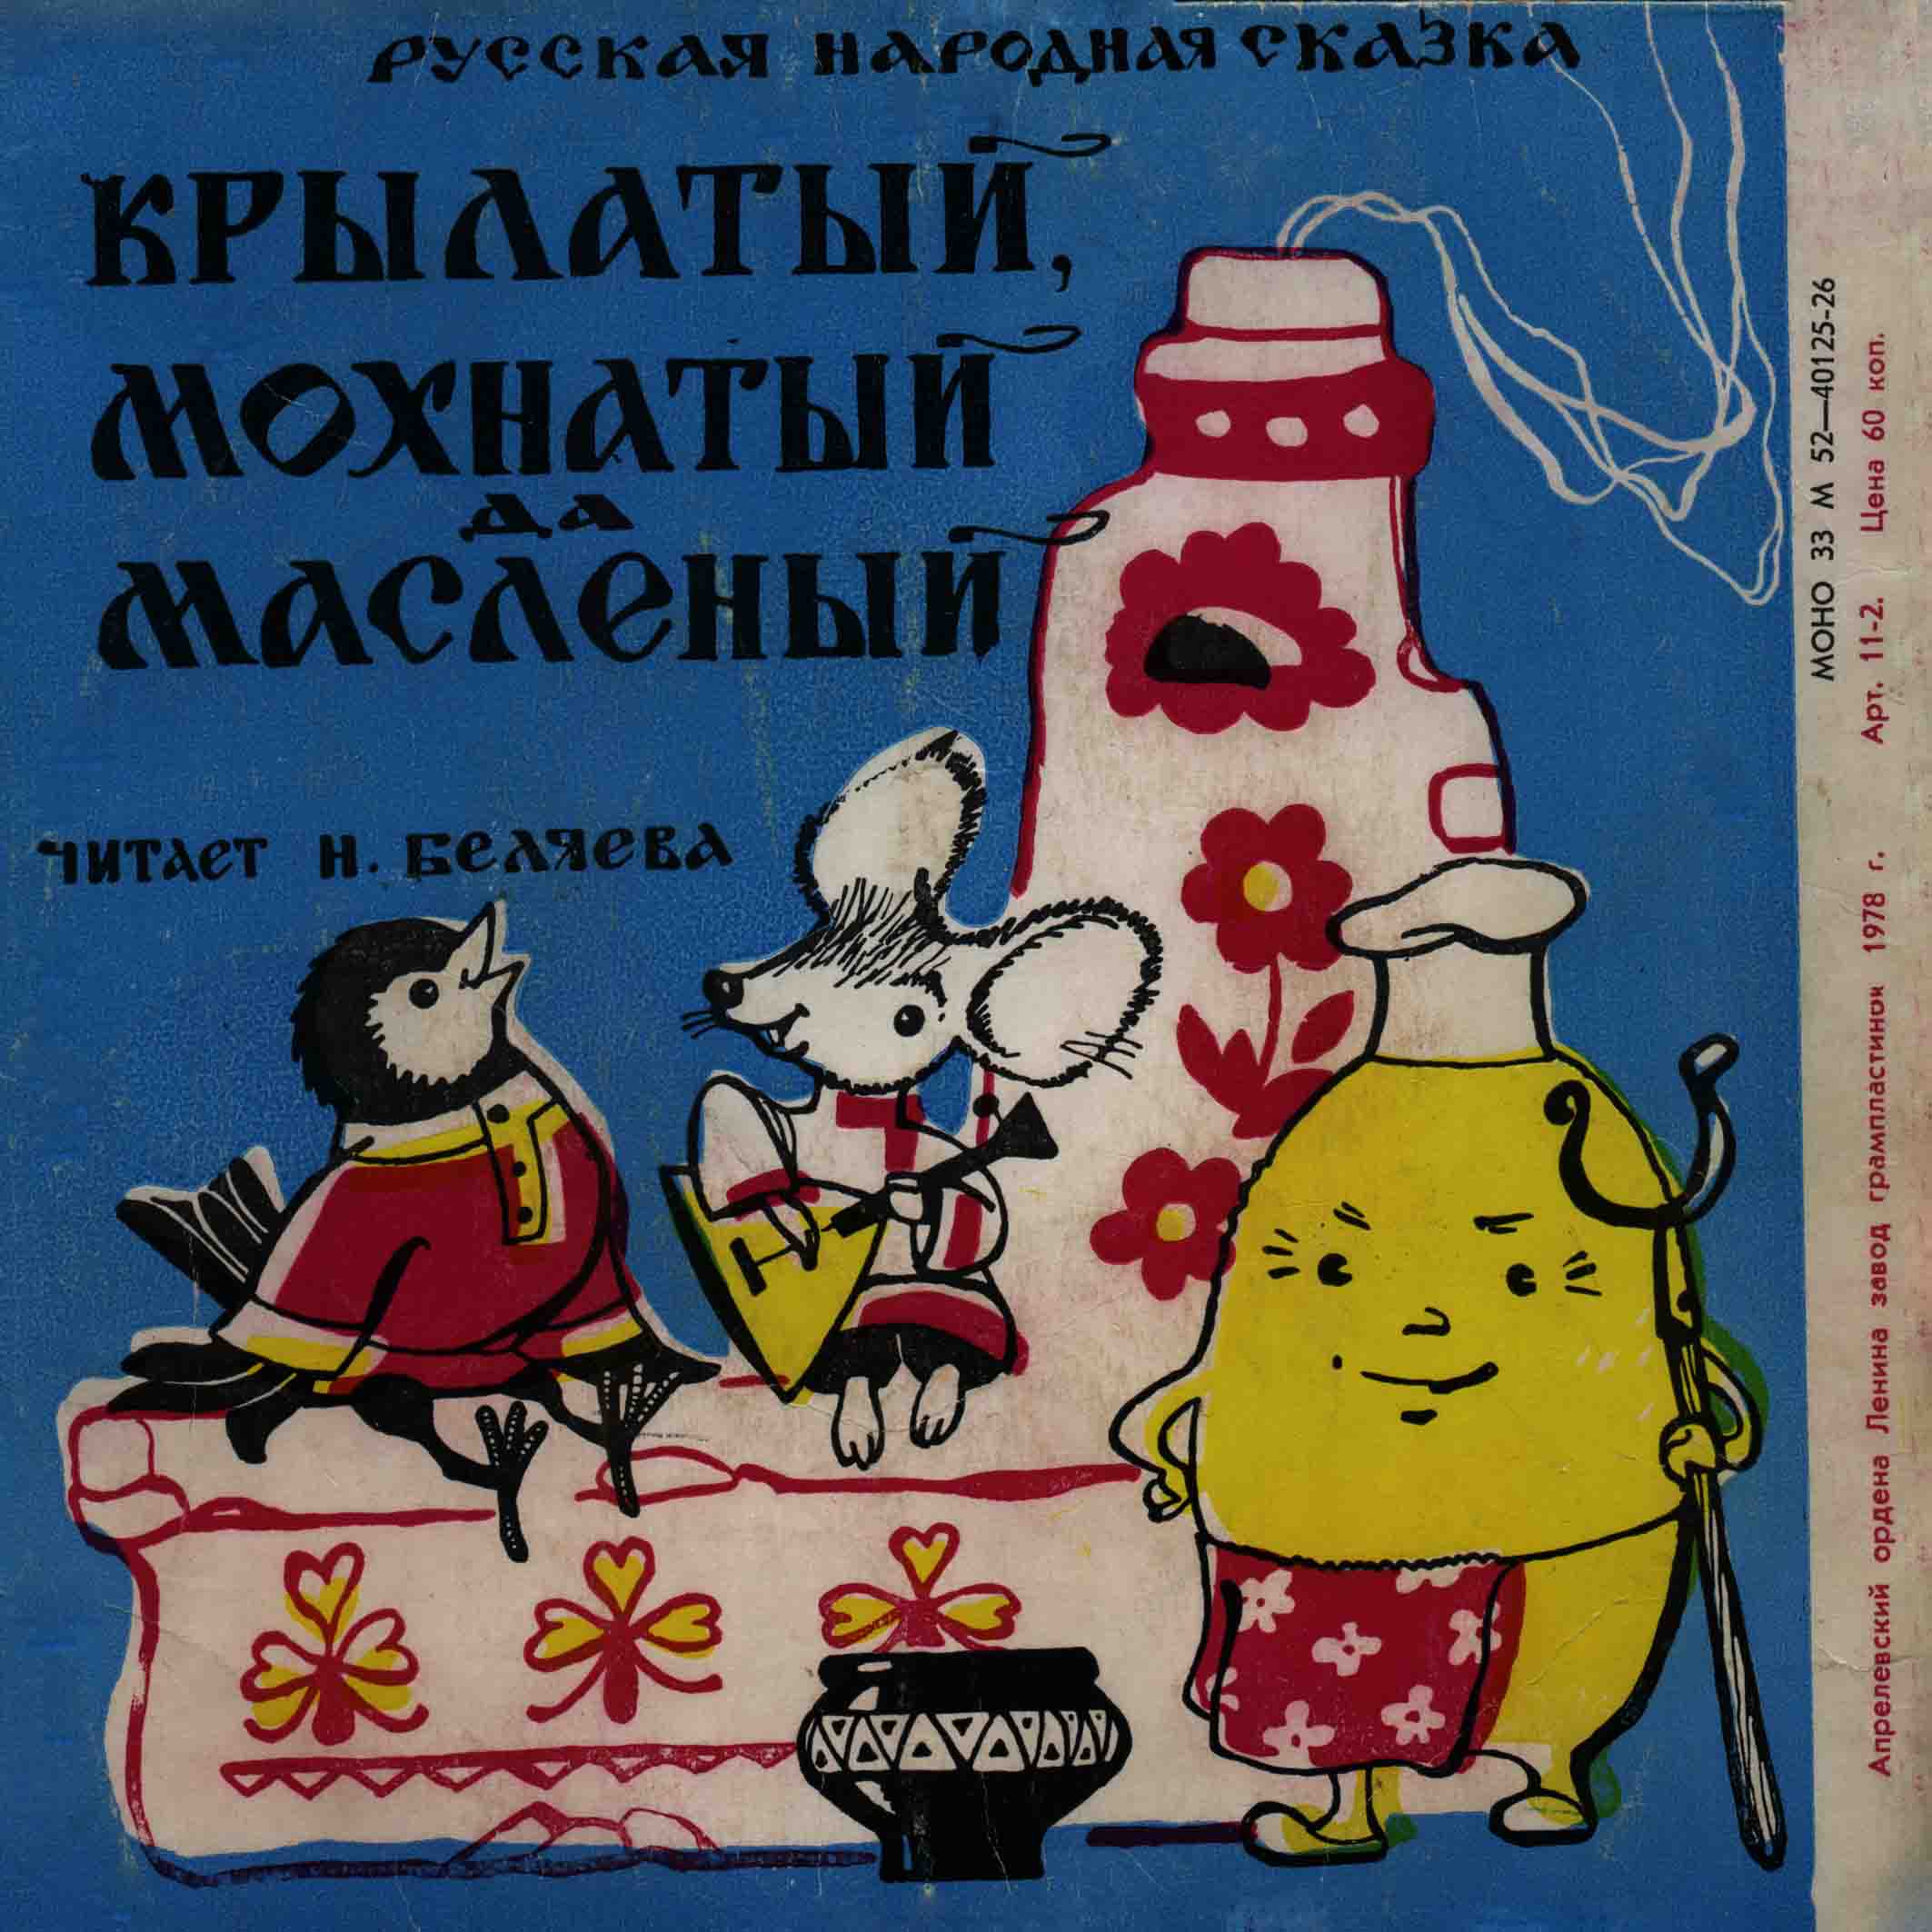 РУССКАЯ НАРОДНАЯ СКАЗКА
КРЫЛАТЫЙ,
МОХНАТЫЙ
ДА
МАСЛЕНЫЙ
ЧИТАЕТ Н. БЕЛЯЕВА
МОНО 33 М 52—40125-26
Апрелевский ордена Ленина завод грампластинок 1978 г. Арт. 11-2. Цена 60 коп.